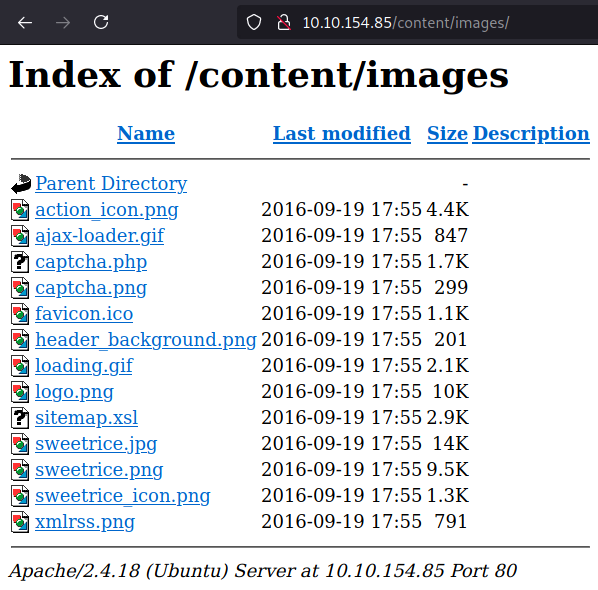 10.10.154.85/content/images/
Index of /content/images
Name Last modified Size Description
Parent Directory -
action_icon.png 2016-09-19 17:55 4.4K
ajax-loader.gif 2016-09-19 17:55 847
captcha.php 2016-09-19 17:55 1.7K
captcha.png 2016-09-19 17:55 299
favicon.ico 2016-09-19 17:55 1.1K
header_background.png 2016-09-19 17:55 201
loading.gif 2016-09-19 17:55 2.1K
logo.png 2016-09-19 17:55 10K
sitemap.xsl 2016-09-19 17:55 2.9K
sweetrice.jpg 2016-09-19 17:55 14K
sweetrice.png 2016-09-19 17:55 9.5K
sweetrice_icon.png 2016-09-19 17:55 1.3K
xmlrss.png 2016-09-19 17:55 791
Apache/2.4.18 (Ubuntu) Server at 10.10.154.85 Port 80